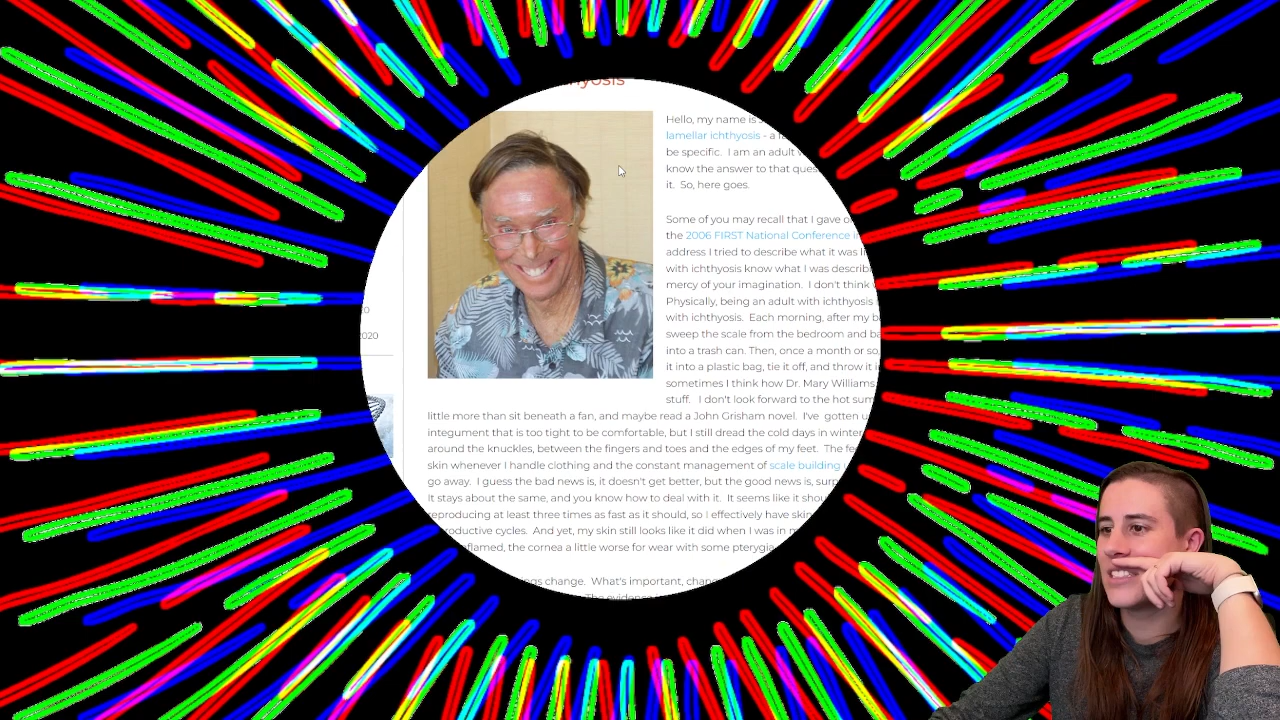 Hello, my name is
lamellar ichthyosis - a
be specific. I am an adult
know the answer to that
it. So, here goes.
Some of you may recall that I gave
the 2006 FIRST National Conference
address I tried to describe what it was
with ichthyosis know what I was
mercy of your imagination. I don't think
Physically, being an adult with ichthyosis
with ichthyosis. Each morning, after my
sweep the scale from the bedroom and
into a trash can. Then, once a month or so,
2020
it into a plastic bag, tie it off, and throw it
sometimes I think how Dr. Mary Williams
stuff. I don't look forward to the hot
little more than sit beneath a fan, and maybe read a John Grisham novel. I've gotten
integument that is too tight to be comfortable, but I still dread the cold days in winter
around the knuckles, between the fingers and toes and the edges of my feet. The
skin whenever I handle clothing and the constant management of scale building
go away. I guess the bad news is, it doesn't get better, but the good news is,
It stays about the same, and you know how to deal with it. It seems like it
reproducing at least three times as fast as it should, so I effectively have
cycles. And yet, my skin still looks like it did when I was in
the cornea a little worse for wear with some pterygia
change. What's important,
The